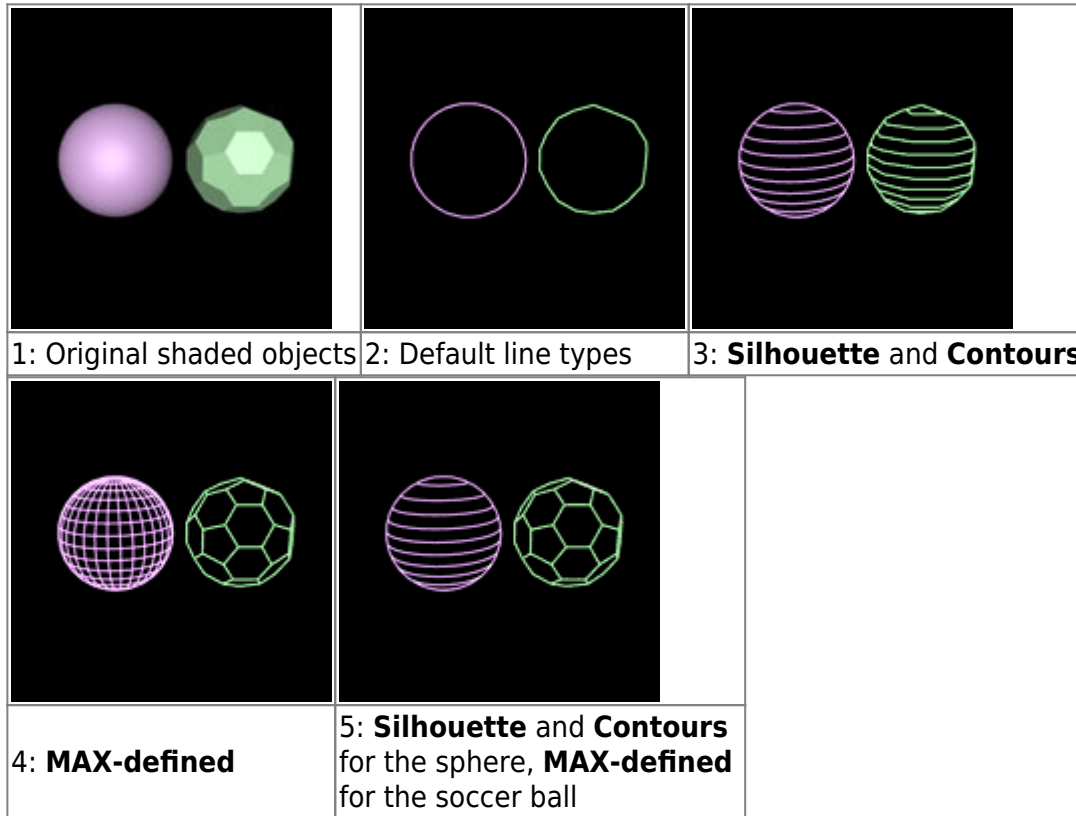 1: Original shaded objects
2: Default line types
3: Silhouette and Contours
4: MAX-defined
5: Silhouette and Contours
for the sphere, MAX-defined
for the soccer ball